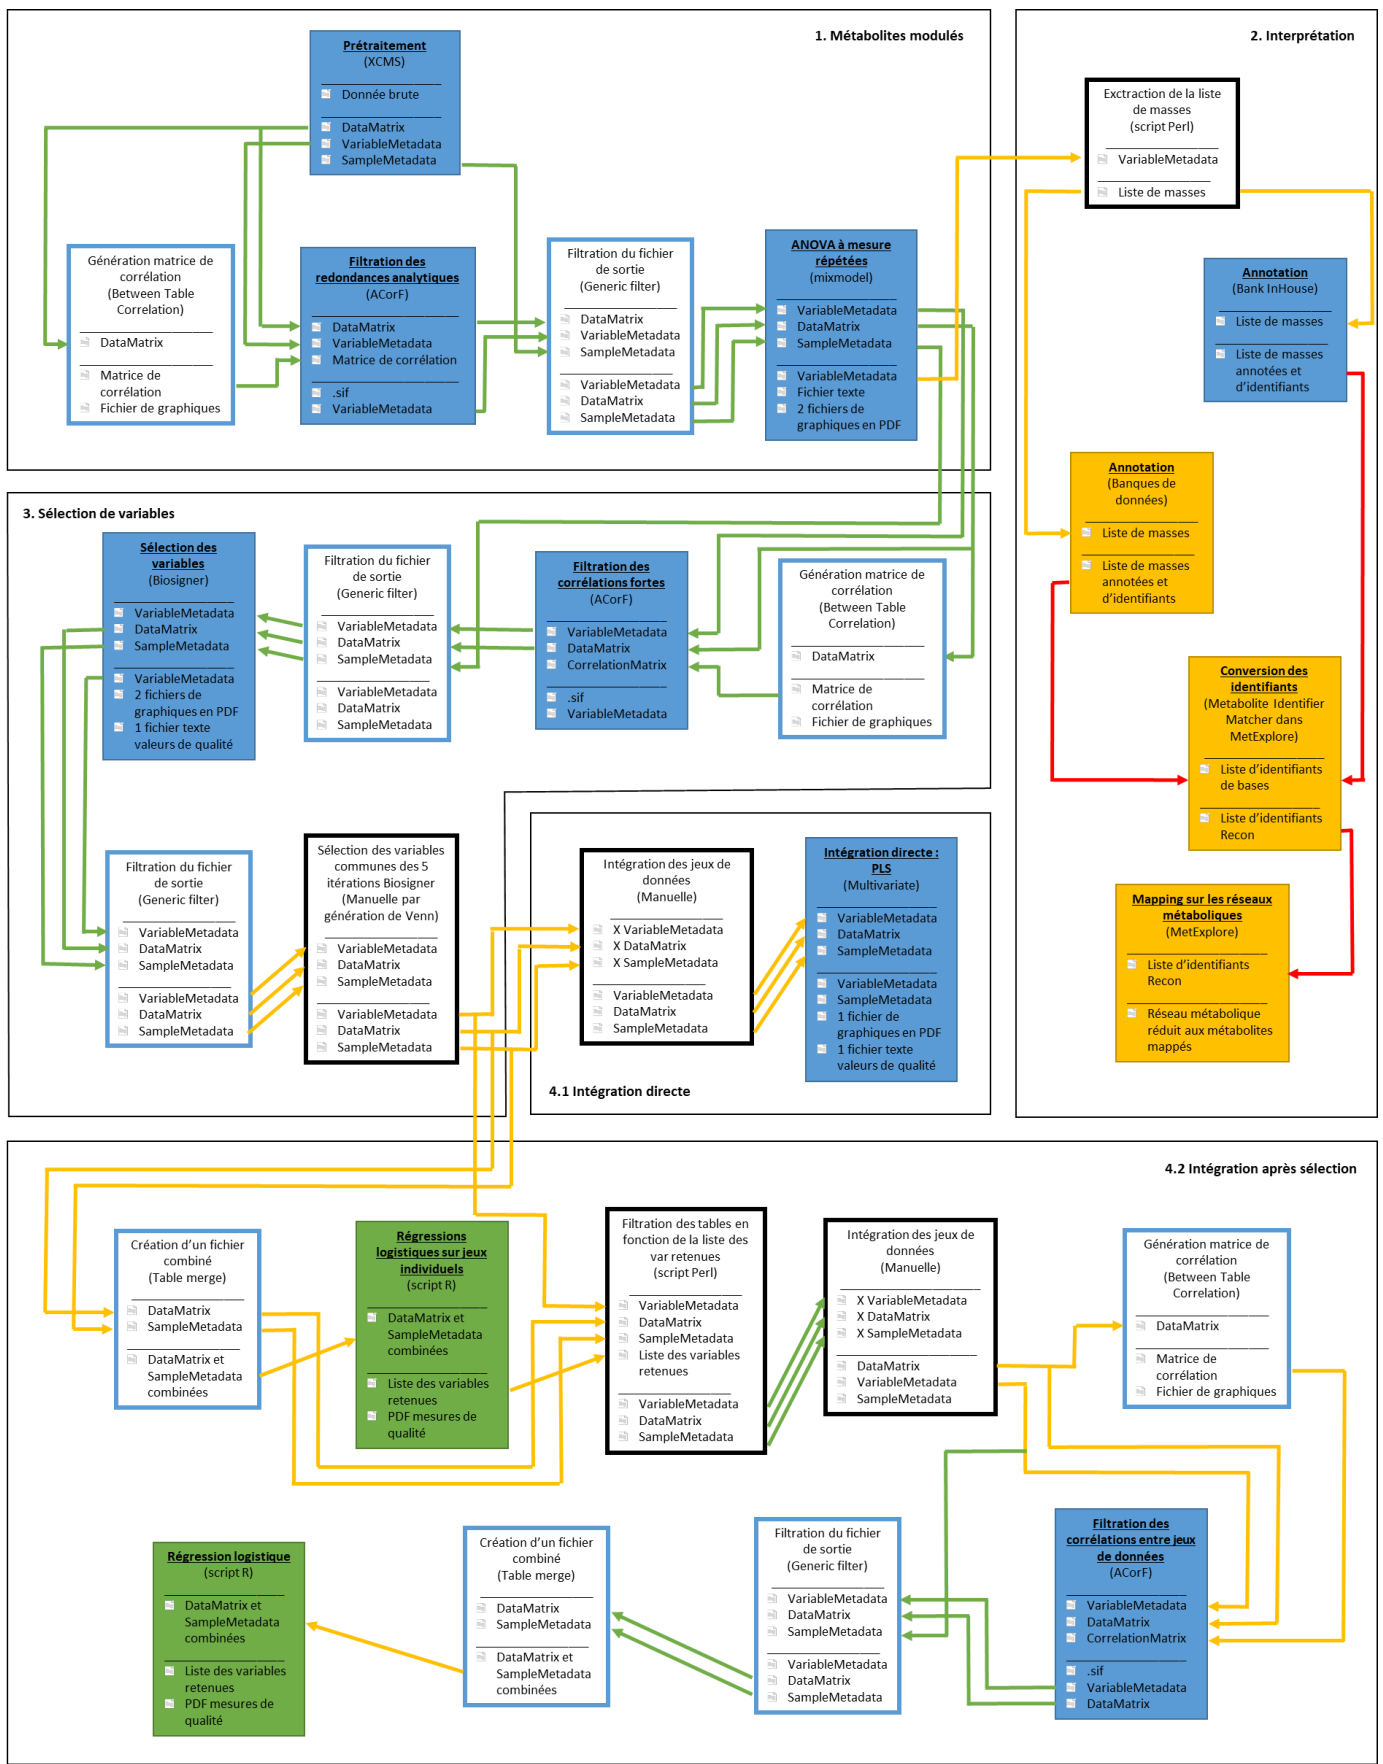 1. Métabolites modulés
Prétraitement
(XCMS)
Donnée brute
DataMatrix
VariableMetadata
SampleMetadata
Génération matrice de
corrélation
(Between Table
Correlation)
DataMatrix
Matrice de
corrélation
Fichier de graphiques
Filtration des
redondances analytiques
(ACorF)
DataMatrix
VariableMetadata
Matrice de corrélation
.sif
VariableMetadata
Filtration du fichier
de sortie
(Generic filter)
DataMatrix
VariableMetadata
SampleMetadata
VariableMetadata
DataMatrix
SampleMetadata
ANOVA à mesure
répétées
(mixmodel)
VariableMetadata
DataMatrix
SampleMetadata
VariableMetadata
Fichier texte
2 fichiers de
graphiques en PDF
2. Interprétation
Exctraction de la liste
de masses
(script Perl)
VariableMetadata
Liste de masses
Annotation
(Bank InHouse)
Liste de masses
Liste de masses
annotées et
d'identifiants
Annotation
(Banques de
données)
Liste de masses
Liste de masses
annotées et
d'identifiants
Conversion des
identifiants
(Metabolite Identifier
Matcher dans
MetExplore)
Liste d'identifiants
de bases
Liste d'identifiants
Recon
Mapping sur les réseaux
métaboliques
(MetExplore)
Liste d'identifiants
Recon
Réseau métabolique
réduit aux métabolites
mappés
3. Sélection de variables
Sélection des
variables
(Biosigner)
VariableMetadata
DataMatrix
SampleMetadata
VariableMetadata
2 fichiers de
graphiques en PDF
1 fichier texte
valeurs de qualité
Filtration du fichier
de sortie
(Generic filter)
VariableMetadata
DataMatrix
SampleMetadata
VariableMetadata
DataMatrix
SampleMetadata
Filtration des
corrélations fortes
(ACorF)
VariableMetadata
DataMatrix
CorrelationMatrix
.sif
VariableMetadata
Génération matrice de
corrélation
(Between Table
Correlation)
DataMatrix
Matrice de
corrélation
Fichier de graphiques
Filtration du fichier
de sortie
(Generic filter)
VariableMetadata
DataMatrix
SampleMetadata
VariableMetadata
DataMatrix
SampleMetadata
Sélection des variables
communes des 5
itérations Biosigner
(Manuelle par
génération de Venn)
VariableMetadata
DataMatrix
SampleMetadata
VariableMetadata
DataMatrix
SampleMetadata
Intégration des jeux de
données
(Manuelle)
X VariableMetadata
X DataMatrix
X SampleMetadata
VariableMetadata
DataMatrix
SampleMetadata
Intégration directe :
PLS
(Multivariate)
VariableMetadata
DataMatrix
SampleMetadata
VariableMetadata
SampleMetadata
1 fichier de
graphiques en PDF
1 fichier texte
valeurs de qualité
4.1 Intégration directe
4.2 Intégration après sélection
Création d'un fichier
combiné
(Table merge)
DataMatrix
SampleMetadata
DataMatrix et
SampleMetadata
combinées
Régressions
logistiques sur jeux
individuels
(script R)
DataMatrix et
SampleMetadata
combinées
Liste des variables
retenues
PDF mesures de
qualité
Filtration des tables en
fonction de la liste des
var retenues
(script Perl)
VariableMetadata
DataMatrix
SampleMetadata
Liste des variables
retenues
VariableMetadata
DataMatrix
SampleMetadata
Intégration des jeux de
données
(Manuelle)
X VariableMetadata
X DataMatrix
X SampleMetadata
DataMatrix
VariableMetadata
SampleMetadata
Génération matrice de
corrélation
(Between Table
Correlation)
DataMatrix
Matrice de
corrélation
Fichier de graphiques
Régression logistique
(script R)
DataMatrix et
SampleMetadata
combinées
Liste des variables
retenues
PDF mesures de
qualité
Création d'un fichier
combiné
(Table merge)
DataMatrix
SampleMetadata
DataMatrix et
SampleMetadata
combinées
Filtration du fichier
de sortie
(Generic filter)
VariableMetadata
DataMatrix
SampleMetadata
VariableMetadata
DataMatrix
SampleMetadata
Filtration des
corrélations entre jeux
de données
(ACorF)
VariableMetadata
DataMatrix
CorrelationMatrix
.sif
VariableMetadata
DataMatrix